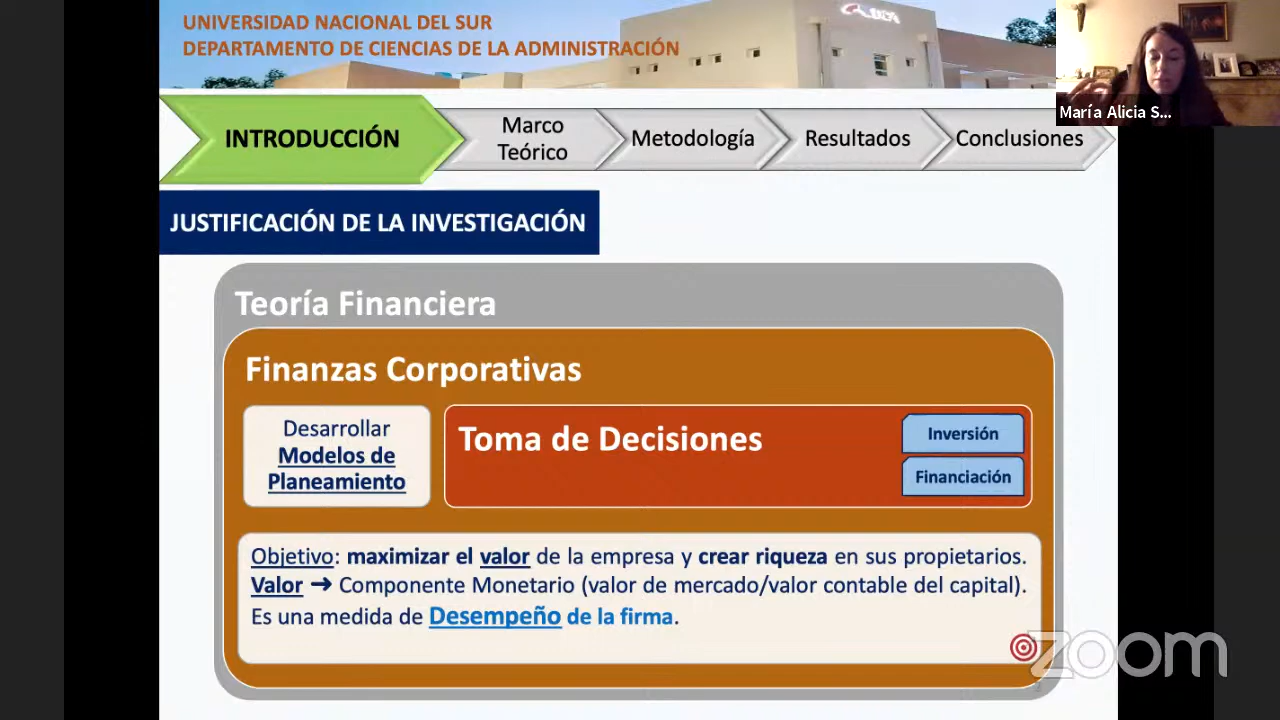 UNIVERSIDAD NACIONAL DEL SUR
DEPARTAMENTO DE CIENCIAS DE LA ADMINISTRACIÓN
María Alicia S...
INTRODUCCIÓN
Marco
Teórico
Metodología
Resultados
Conclusiones
JUSTIFICACIÓN DE LA INVESTIGACIÓN
Teoría Financiera
Finanzas Corporativas
Desarrollar
Modelos de
Planeamiento
Toma de Decisiones
Inversión
Financiación
Objetivo: maximizar el valor de la empresa y crear riqueza en sus propietarios.
Valor → Componente Monetario (valor de mercado/valor contable del capital).
Es una medida de Desempeño de la firma.
zoom